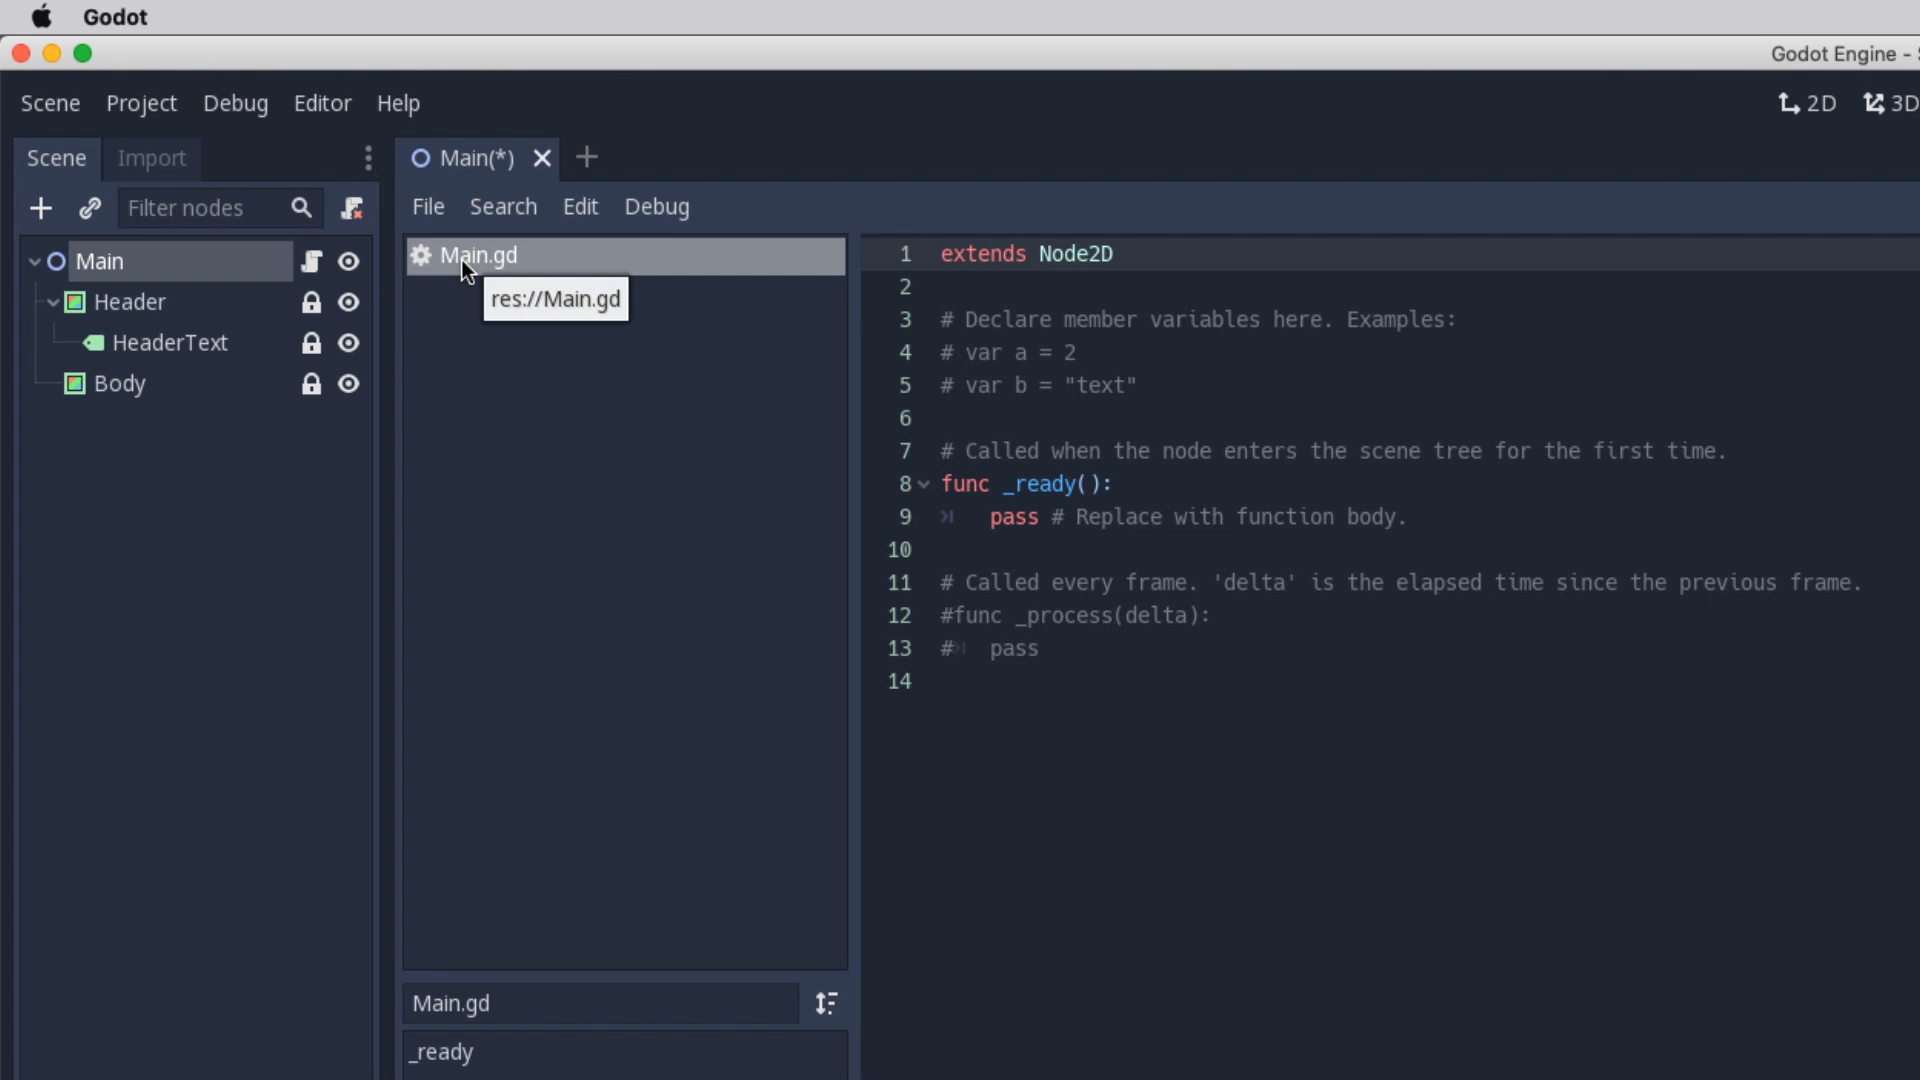 Godot
Godot Engine -
Scene Project Debug Editor Help
2D 3D
Scene Import
Main(*)
Filter nodes
File Search Edit Debug
Main
Header
HeaderText
Body
Main.gd
res://Main.gd
1 extends Node2D
2
3 # Declare member variables here. Examples:
4 # var a = 2
5 # var b = "text"
6
7 # Called when the node enters the scene tree for the first time.
8 func _ready():
9 pass # Replace with function body.
10
11 # Called every frame. 'delta' is the elapsed time since the previous frame.
12 #func _process(delta):
13 # pass
14
Main.gd
_ready